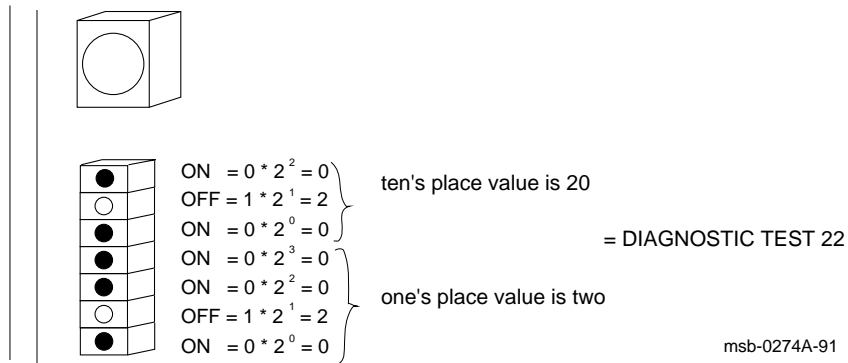 ON = 0 * 2² = 0
OFF = 1 * 2¹ = 2
ON = 0 * 2⁰ = 0
ten's place value is 20
ON = 0 * 2³ = 0
ON = 0 * 2² = 0
OFF = 1 * 2¹ = 2
ON = 0 * 2⁰ = 0
one's place value is two
= DIAGNOSTIC TEST 22
msb-0274A-91